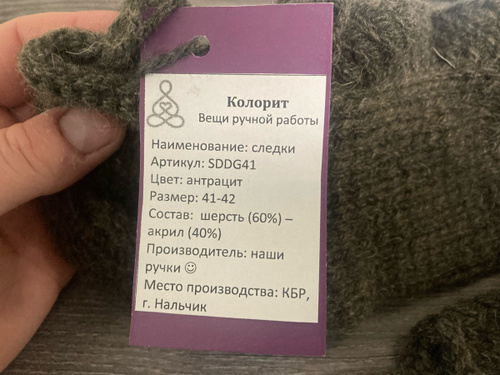 Колорит
Вещи ручной работы
Наименование: следки
Артикул: SDDG41
Цвет: антрацит
Размер: 41-42
Состав: шерсть (60%) –
акрил (40%)
Производитель: наши
ручки ☺
Место производства: КБР,
г. Нальчик